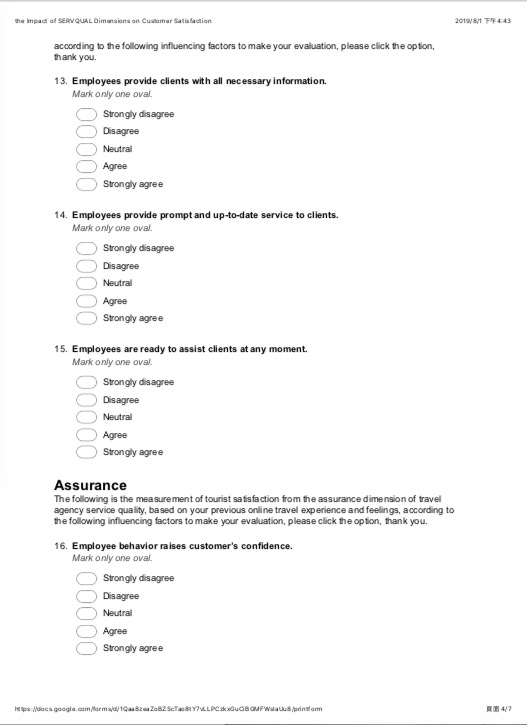 the Impact of SERVQUAL Dimensions on Customer Satisfaction 2019/8/1 下午4:43
according to the following influencing factors to make your evaluation, please click the option,
thank you.
13. Employees provide clients with all necessary information.
Mark only one oval.
Strongly disagree
Disagree
Neutral
Agree
Strongly agree
14. Employees provide prompt and up-to-date service to clients.
Mark only one oval.
Strongly disagree
Disagree
Neutral
Agree
Strongly agree
15. Employees are ready to assist clients at any moment.
Mark only one oval.
Strongly disagree
Disagree
Neutral
Agree
Strongly agree
Assurance
The following is the measurement of tourist satisfaction from the assurance dimension of travel
agency service quality, based on your previous online travel experience and feelings, according to
the following influencing factors to make your evaluation, please click the option, thank you.
16. Employee behavior raises customer's confidence.
Mark only one oval.
Strongly disagree
Disagree
Neutral
Agree
Strongly agree
頁面 4/7